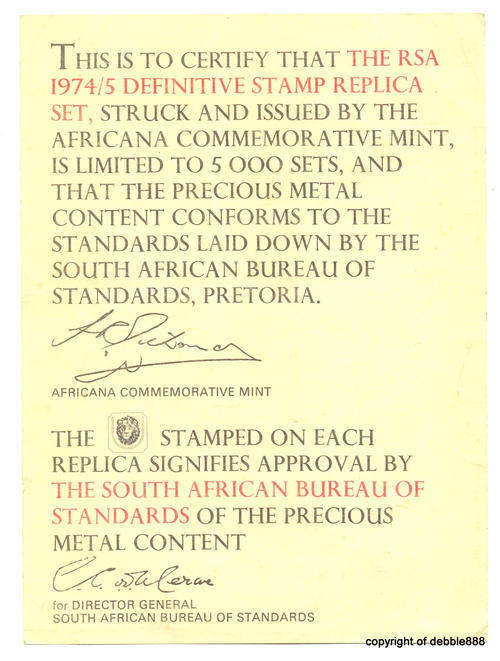 THIS IS TO CERTIFY THAT THE RSA
1974/5 DEFINITIVE STAMP REPLICA
SET, STRUCK AND ISSUED BY THE
AFRICANA COMMEMORATIVE MINT,
IS LIMITED TO 5 000 SETS, AND
THAT THE PRECIOUS METAL
CONTENT CONFORMS TO THE
STANDARDS LAID DOWN BY THE
SOUTH AFRICAN BUREAU OF
STANDARDS, PRETORIA.
AFRICANA COMMEMORATIVE MINT
THE STAMPED ON EACH
REPLICA SIGNIFIES APPROVAL BY
THE SOUTH AFRICAN BUREAU OF
STANDARDS OF THE PRECIOUS
METAL CONTENT
for DIRECTOR GENERAL
SOUTH AFRICAN BUREAU OF STANDARDS
copyright of debble888